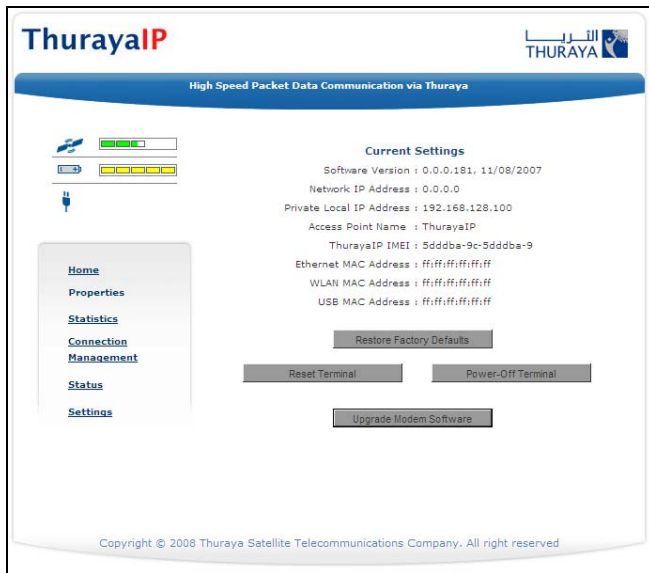 ThurayaIP
الثريا
THURAYA
High Speed Packet Data Communication via Thuraya
Current Settings
Software Version : 0.0.0.181, 11/08/2007
Network IP Address : 0.0.0.0
Private Local IP Address : 192.168.128.100
Access Point Name : ThurayaIP
ThurayaIP IMEI : 5dddba-9c-5dddba-9
Ethernet MAC Address : ff:ff:ff:ff:ff:ff
WLAN MAC Address : ff:ff:ff:ff:ff:ff
USB MAC Address : ff:ff:ff:ff:ff:ff
Home
Properties
Statistics
Connection
Management
Status
Settings
Restore Factory Defaults
Reset Terminal
Power-Off Terminal
Upgrade Modem Software
Copyright © 2008 Thuraya Satellite Telecommunications Company. All right reserved